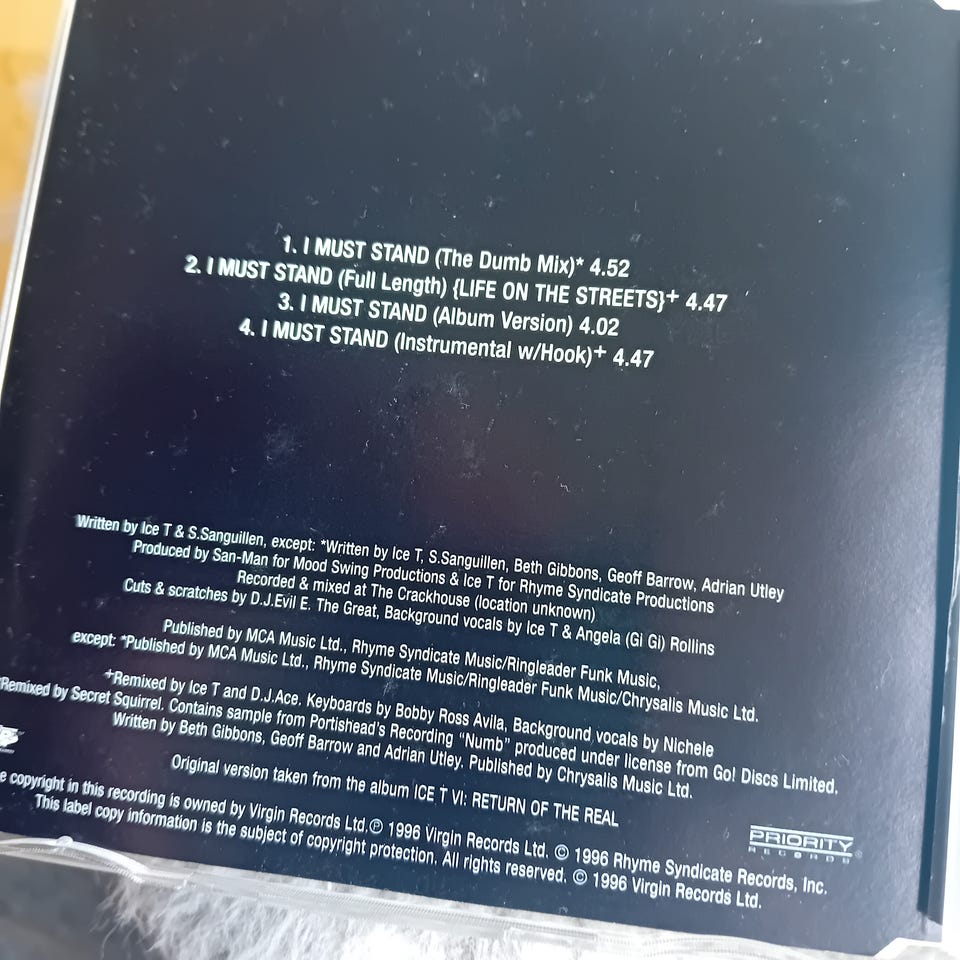 1. I MUST STAND (The Dumb Mix)* 4.52
2. I MUST STAND (Full Length) {LIFE ON THE STREETS}+ 4.47
3. I MUST STAND (Album Version) 4.02
4. I MUST STAND (Instrumental w/Hook)+ 4.47
Written by Ice T & S.Sanguillen, except: *Written by Ice T, S.Sanguillen, Beth Gibbons, Geoff Barrow, Adrian Utley
Produced by San-Man for Mood Swing Productions & Ice T for Rhyme Syndicate Productions
Recorded & mixed at The Crackhouse (location unknown)
Cuts & scratches by D.J.Evil E. The Great, Background vocals by Ice T & Angela (Gi Gi) Rollins
Published by MCA Music Ltd., Rhyme Syndicate Music/Ringleader Funk Music,
except: *Published by MCA Music Ltd., Rhyme Syndicate Music/Ringleader Funk Music/Chrysalis Music Ltd.
+Remixed by Ice T and D.J.Ace. Keyboards by Bobby Ross Avila, Background vocals by Nichele
*Remixed by Secret Squirrel. Contains sample from Portishead's Recording "Numb" produced under license from Go! Discs Limited.
Written by Beth Gibbons, Geoff Barrow and Adrian Utley. Published by Chrysalis Music Ltd.
Original version taken from the album ICE T VI: RETURN OF THE REAL
copyright in this recording is owned by Virgin Records Ltd. ℗ 1996 Virgin Records Ltd. © 1996 Rhyme Syndicate Records, Inc.
This label copy information is the subject of copyright protection. All rights reserved. © 1996 Virgin Records Ltd.
PRIORITY
RECORDS